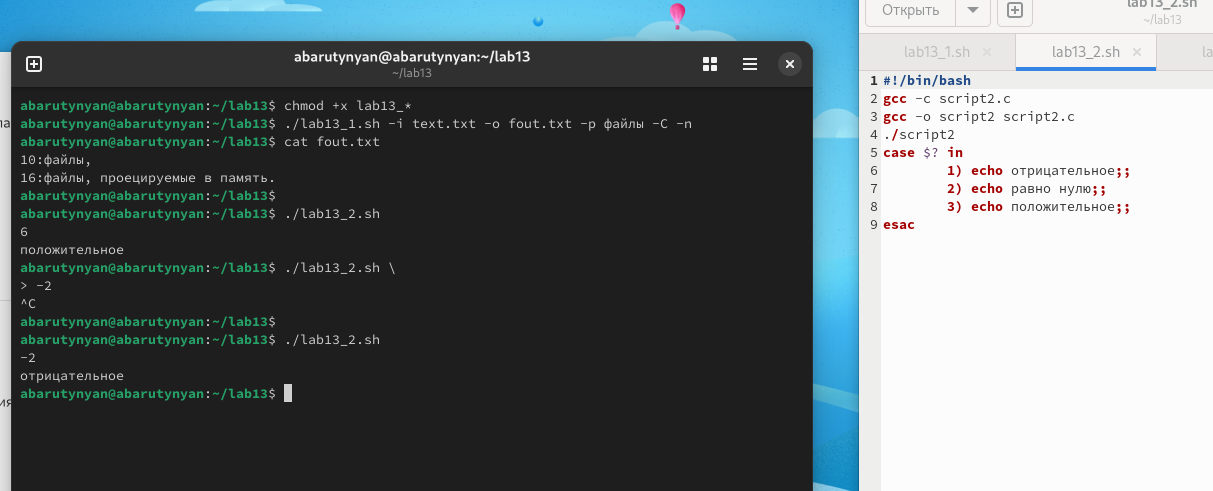 abarutynyan@abarutynyan:~/lab13
~/lab13
abarutynyan@abarutynyan:~/lab13$ chmod +x lab13_*
abarutynyan@abarutynyan:~/lab13$ ./lab13_1.sh -i text.txt -o fout.txt -p файлы -C -n
abarutynyan@abarutynyan:~/lab13$ cat fout.txt
10:файлы,
16:файлы, проецируемые в память.
abarutynyan@abarutynyan:~/lab13$
abarutynyan@abarutynyan:~/lab13$ ./lab13_2.sh
6
положительное
abarutynyan@abarutynyan:~/lab13$ ./lab13_2.sh \
> -2
^C
abarutynyan@abarutynyan:~/lab13$
abarutynyan@abarutynyan:~/lab13$ ./lab13_2.sh
-2
отрицательное
abarutynyan@abarutynyan:~/lab13$
Открыть
lab13_2.sh
~/lab13
lab13_1.sh
lab13_2.sh
1 #!/bin/bash
2 gcc -c script2.c
3 gcc -o script2 script2.c
4 ./script2
5 case $? in
6 1) echo отрицательное;;
7 2) echo равно нулю;;
8 3) echo положительное;;
9 esac